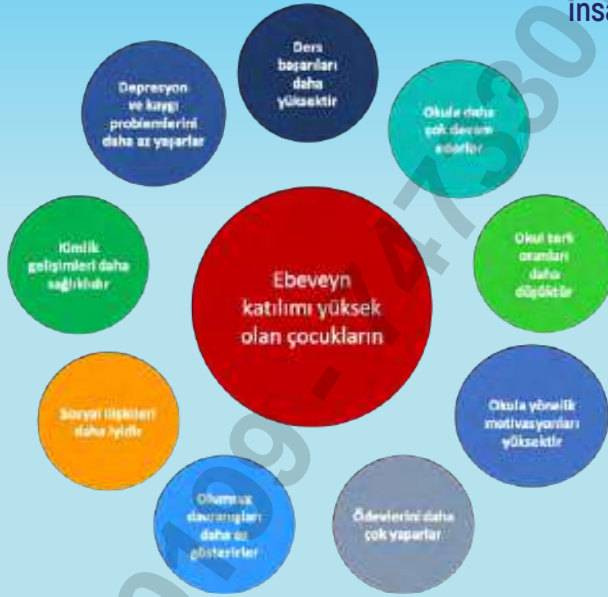 insa
Ders
başarıları
daha
yüksektir
Depresyon
ve kaygı
problemlerini
daha az yaşarlar
Okula daha
çok devam
ederler
Kimlik
gelişimleri daha
sağlıklıdır
Ebeveyn
katılımı yüksek
olan çocukların
Okul terk
oranları
daha
düşüktür
Sosyal ilişkileri
daha iyidir
Okula yönelik
motivasyonları
yüksektir
Olumsuz
davranışları
daha az
gösterirler
Ödevlerini daha
çok yaparlar